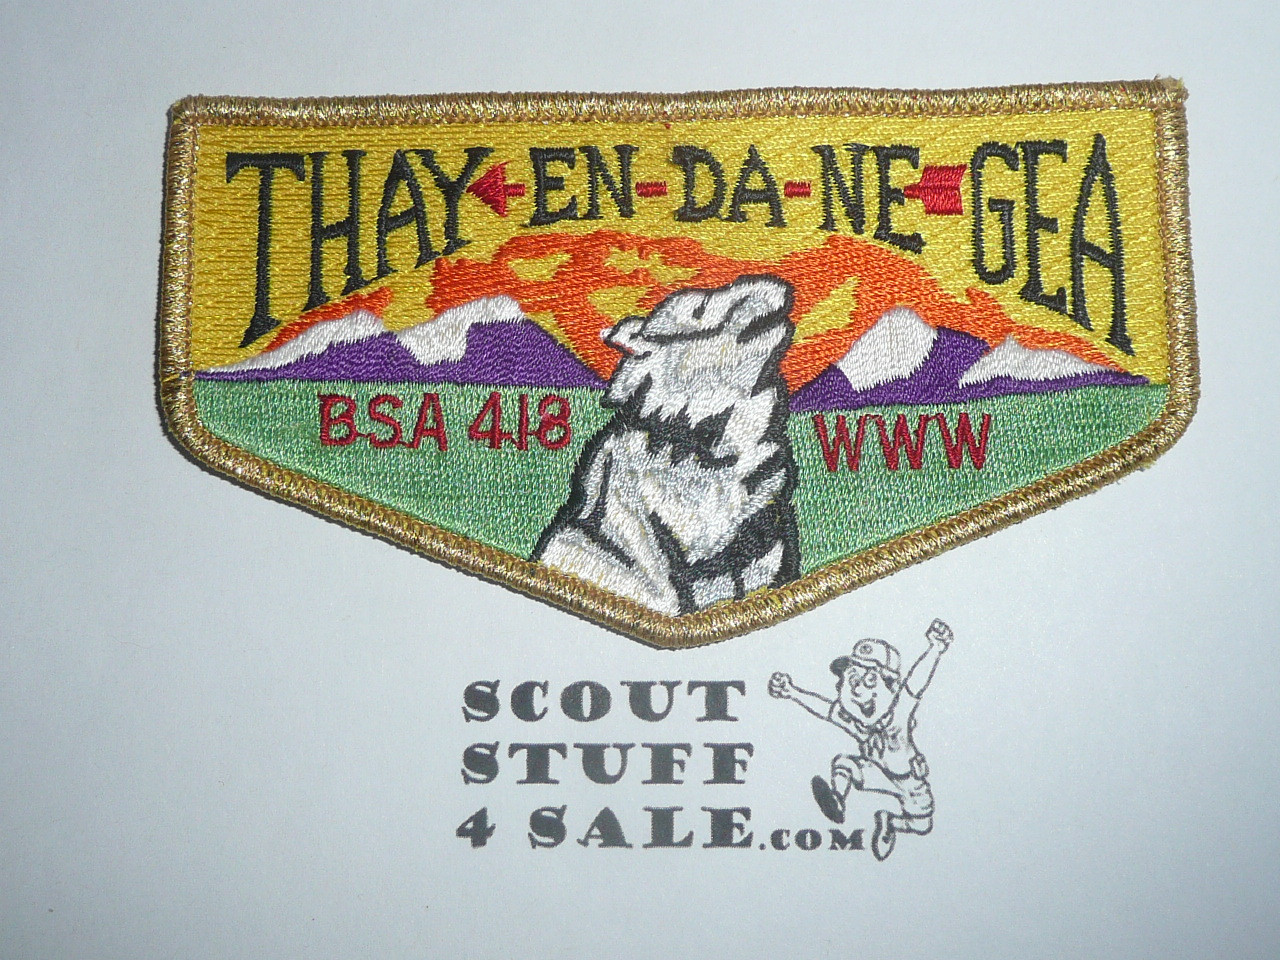 THAY-EN-DA-NE-GEA
BSA 418 WWW
SCOUT
STUFF
4 SALE.COM